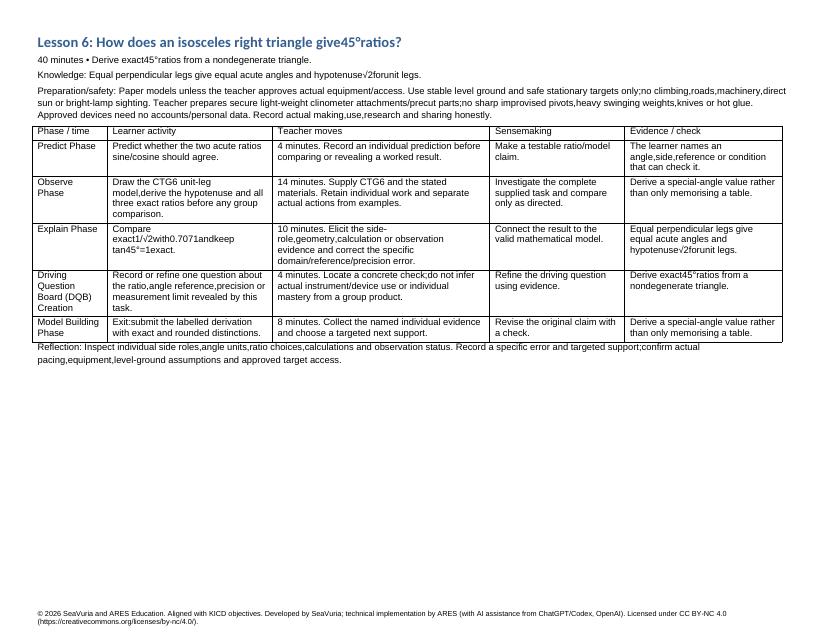 Lesson 6: How does an isosceles right triangle give45°ratios?
40 minutes • Derive exact45°ratios from a nondegenerate triangle.
Knowledge: Equal perpendicular legs give equal acute angles and hypotenuse√2forunit legs.
Preparation/safety: Paper models unless the teacher approves actual equipment/access. Use stable level ground and safe stationary targets only;no climbing,roads,machinery,direct
sun or bright-lamp sighting. Teacher prepares secure light-weight clinometer attachments/precut parts;no sharp improvised pivots,heavy swinging weights,knives or hot glue.
Approved devices need no accounts/personal data. Record actual making,use,research and sharing honestly.
Phase / time
Learner activity
Teacher moves
Sensemaking
Evidence / check
Predict Phase
Predict whether the two acute ratios
sine/cosine should agree.
4 minutes. Record an individual prediction before
comparing or revealing a worked result.
Make a testable ratio/model
claim.
The learner names an
angle,side,reference or condition
that can check it.
Observe
Phase
Draw the CTG6 unit-leg
model,derive the hypotenuse and all
three exact ratios before any group
comparison.
14 minutes. Supply CTG6 and the stated
materials. Retain individual work and separate
actual actions from examples.
Investigate the complete
supplied task and compare
only as directed.
Derive a special-angle value rather
than only memorising a table.
Explain Phase
Compare
exact1/√2with0.7071andkeep
tan45°=1exact.
10 minutes. Elicit the side-
role,geometry,calculation or observation
evidence and correct the specific
domain/reference/precision error.
Connect the result to the
valid mathematical model.
Equal perpendicular legs give
equal acute angles and
hypotenuse√2forunit legs.
Driving
Question
Board (DQB)
Creation
Record or refine one question about
the ratio,angle reference,precision or
measurement limit revealed by this
task.
4 minutes. Locate a concrete check;do not infer
actual instrument/device use or individual
mastery from a group product.
Refine the driving question
using evidence.
Derive exact45°ratios from a
nondegenerate triangle.
Model Building
Phase
Exit:submit the labelled derivation
with exact and rounded distinctions.
8 minutes. Collect the named individual evidence
and choose a targeted next support.
Revise the original claim with
a check.
Derive a special-angle value rather
than only memorising a table.
Reflection: Inspect individual side roles,angle units,ratio choices,calculations and observation status. Record a specific error and targeted support;confirm actual
pacing,equipment,level-ground assumptions and approved target access.
© 2026 SeaVuria and ARES Education. Aligned with KICD objectives. Developed by SeaVuria; technical implementation by ARES (with AI assistance from ChatGPT/Codex, OpenAI). Licensed under CC BY-NC 4.0
(https://creativecommons.org/licenses/by-nc/4.0/).